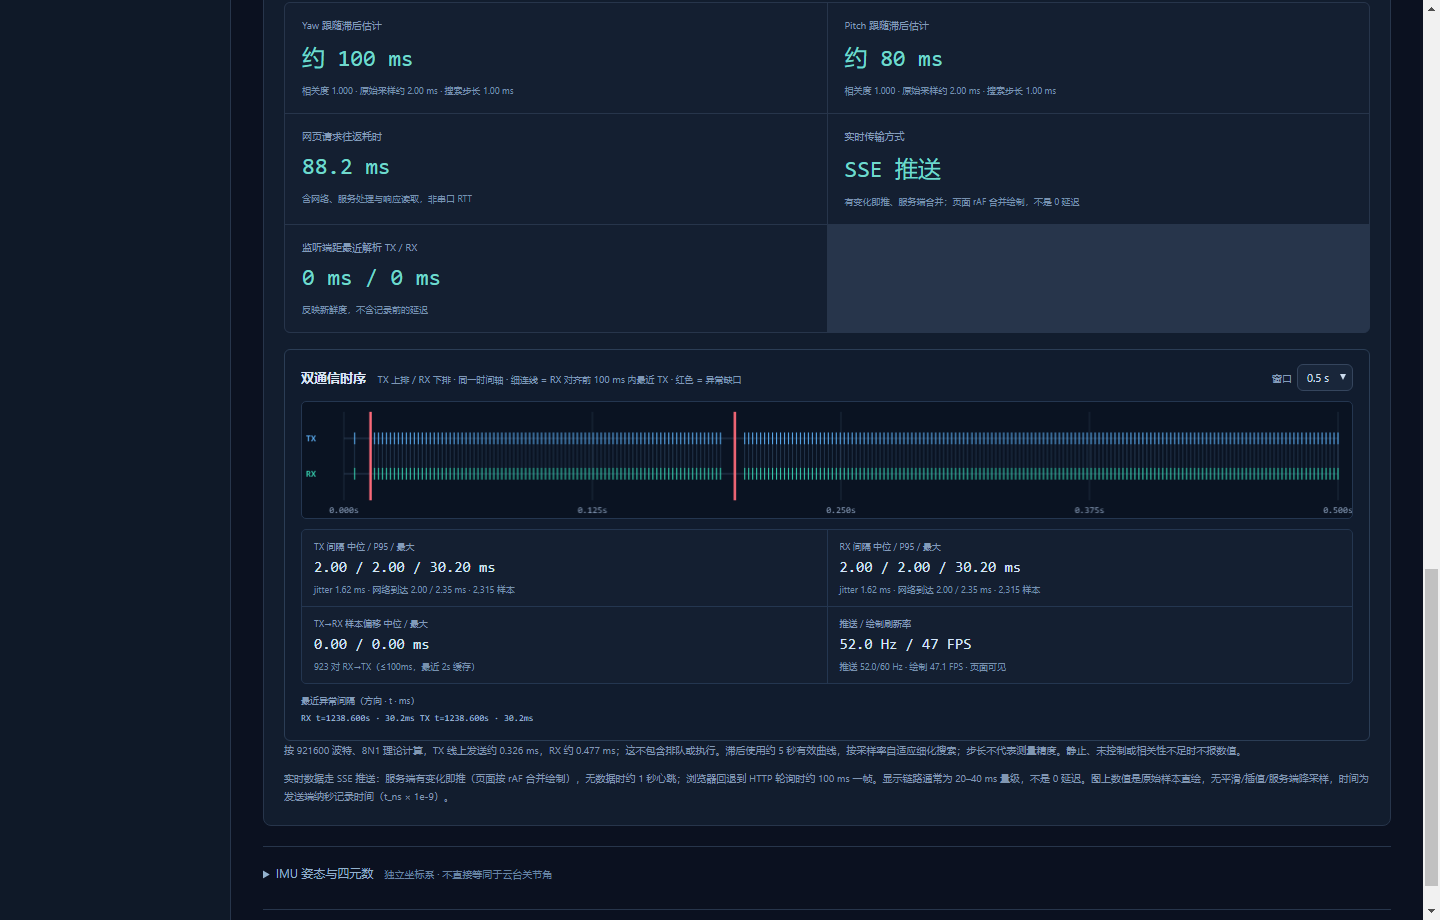 Yaw 跟随滞后估计
约 100 ms
相关度 1.000 · 原始采样约 2.00 ms · 搜索步长 1.00 ms
Pitch 跟随滞后估计
约 80 ms
相关度 1.000 · 原始采样约 2.00 ms · 搜索步长 1.00 ms
网页请求往返耗时
88.2 ms
含网络、服务处理与响应读取，非串口 RTT
实时传输方式
SSE 推送
有变化即推、服务端合并；页面 rAF 合并绘制，不是 0 延迟
监听端距最近解析 TX / RX
0 ms / 0 ms
反映新鲜度，不含记录前的延迟
双通信时序 TX 上排 / RX 下排 · 同一时间轴 · 细连线 = RX 对齐前 100 ms 内最近 TX · 红色 = 异常缺口
窗口 0.5 s
TX
RX
0.000s 0.125s 0.250s 0.375s 0.500s
TX 间隔 中位 / P95 / 最大
2.00 / 2.00 / 30.20 ms
jitter 1.62 ms · 网络到达 2.00 / 2.35 ms · 2,315 样本
RX 间隔 中位 / P95 / 最大
2.00 / 2.00 / 30.20 ms
jitter 1.62 ms · 网络到达 2.00 / 2.35 ms · 2,315 样本
TX→RX 样本偏移 中位 / 最大
0.00 / 0.00 ms
923 对 RX→TX（≤100ms，最近 2s 缓存）
推送 / 绘制刷新率
52.0 Hz / 47 FPS
推送 52.0/60 Hz · 绘制 47.1 FPS · 页面可见
最近异常间隔（方向 · t · ms）
RX t=1238.600s · 30.2ms TX t=1238.600s · 30.2ms
按 921600 波特、8N1 理论计算，TX 线上发送约 0.326 ms，RX 约 0.477 ms；这不包含排队或执行。滞后使用约 5 秒有效曲线，按采样率自适应细化搜索；步长不代表测量精度。静止、未控制或相关性不足时不报数值。
实时数据走 SSE 推送：服务端有变化即推（页面按 rAF 合并绘制），无数据时约 1 秒心跳；浏览器回退到 HTTP 轮询时约 100 ms 一帧。显示链路通常为 20–40 ms 量级，不是 0 延迟。图上数值是原始样本直绘，无平滑/插值/服务端降采样，时间为
发送端纳秒记录时间（t_ns × 1e-9）。
IMU 姿态与四元数 独立坐标系 · 不直接等同于云台关节角